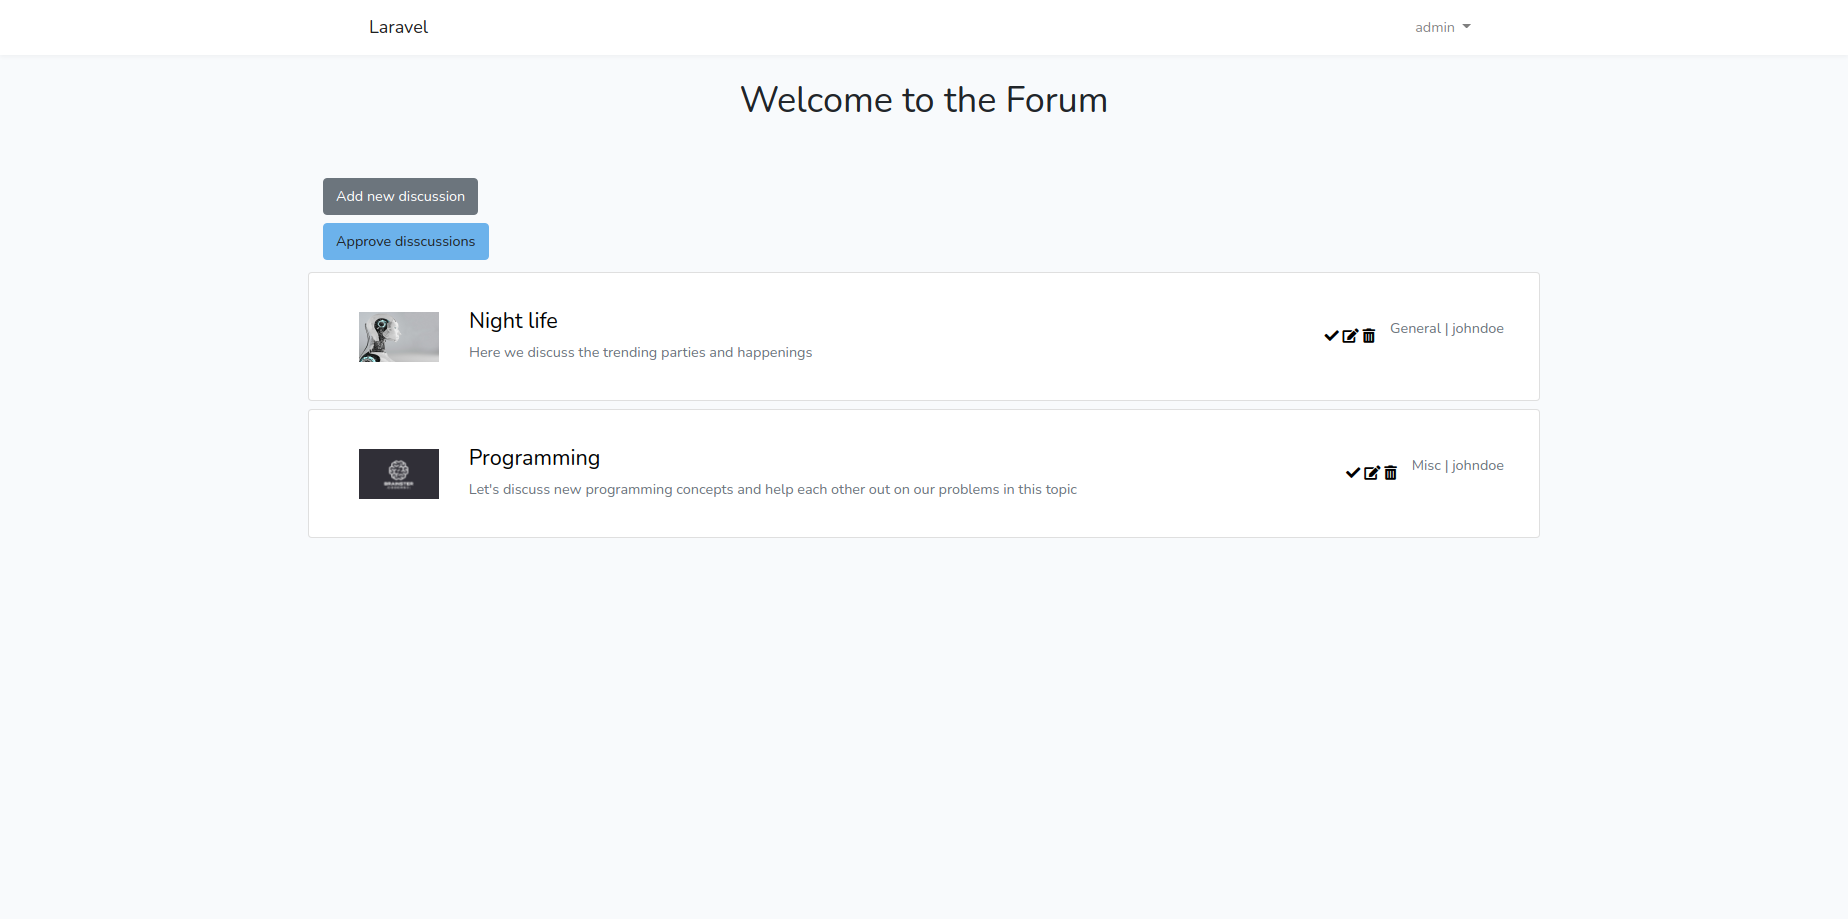 Laravel
admin
Welcome to the Forum
Add new discussion
Approve disscussions
Night life
General | johndoe
Here we discuss the trending parties and happenings
Programming
Misc | johndoe
Let's discuss new programming concepts and help each other out on our problems in this topic